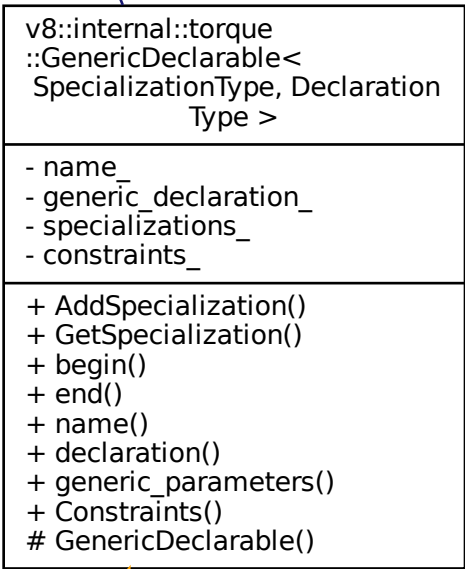 v8::internal::torque
::GenericDeclarable<
SpecializationType, Declaration
Type >
- name_
- generic_declaration_
- specializations_
- constraints_
+ AddSpecialization()
+ GetSpecialization()
+ begin()
+ end()
+ name()
+ declaration()
+ generic_parameters()
+ Constraints()
# GenericDeclarable()